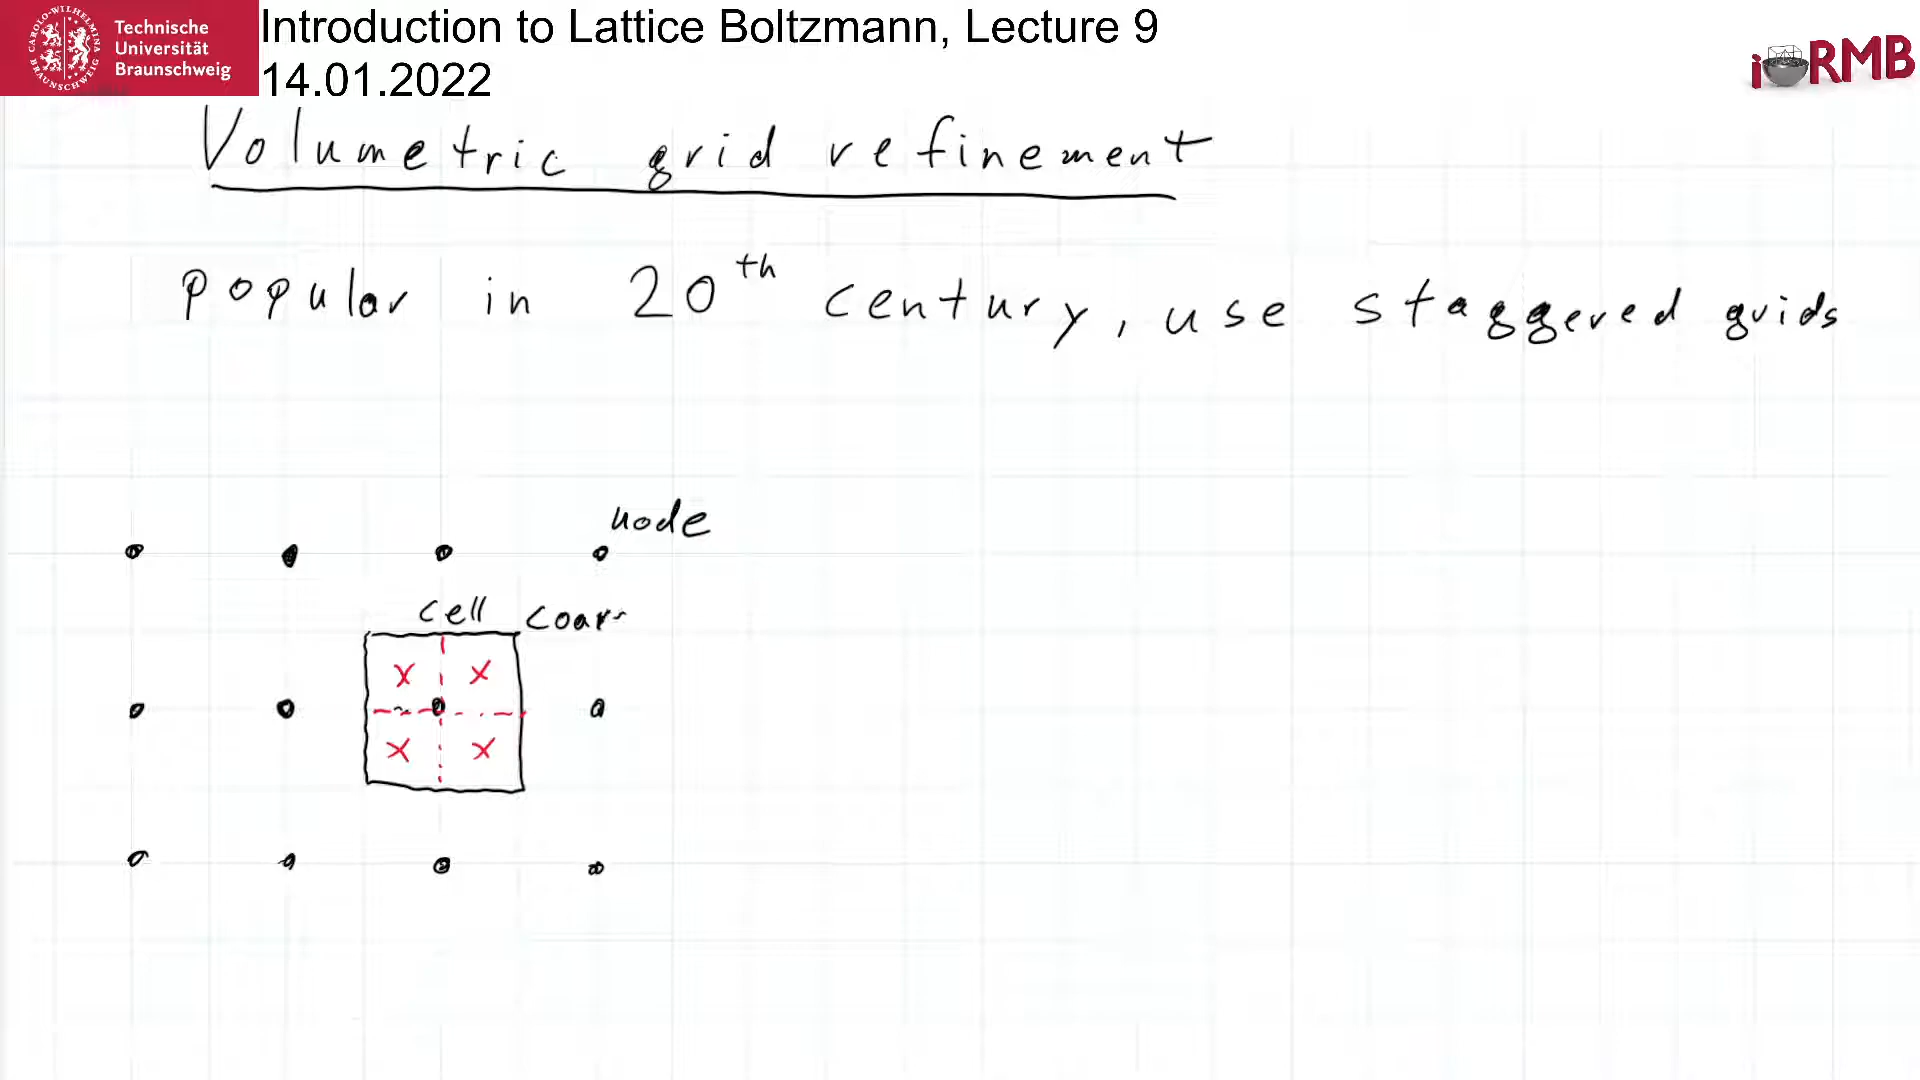 Technische
Universität
Braunschweig
Introduction to Lattice Boltzmann, Lecture 9
14.01.2022
iRMB
Volumetric grid refinement
popular in 20th century, use staggered grids
node
cell coar
x x
x x